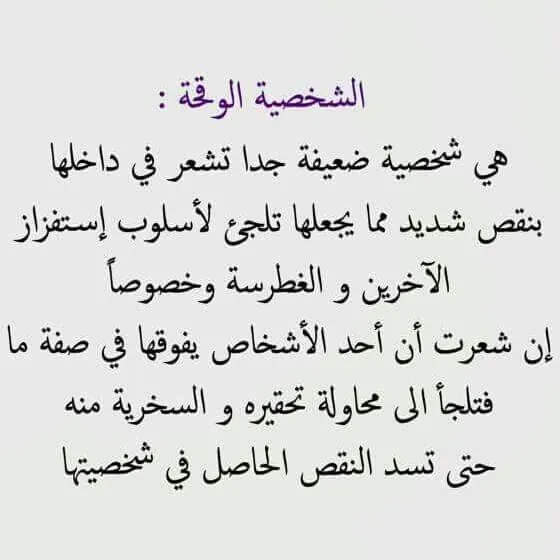 الشخصية الوقحة :
هي شخصية ضعيفة جدا تشعر في داخلها
بنقص شديد مما يجعلها تلجئ لأسلوب إستفزاز
الآخرين و الغطرسة وخصوصاً
إن شعرت أن أحد الأشخاص يفوقها في صفة ما
فتلجأ الى محاولة تحقيره و السخرية منه
حتى تسد النقص الحاصل في شخصيتها